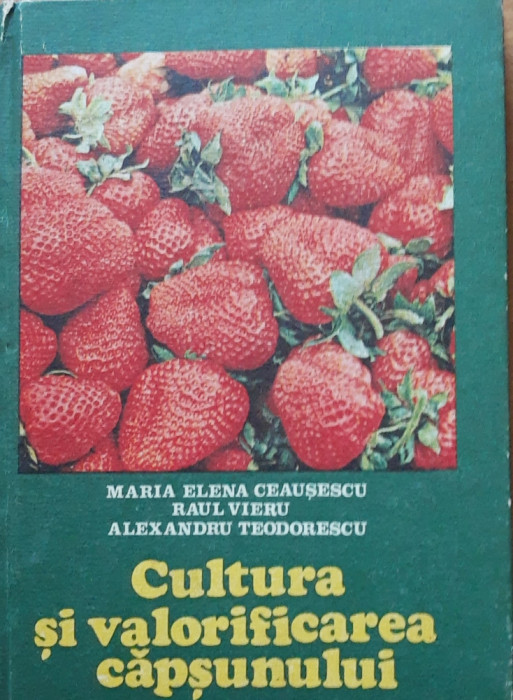 MARIA ELENA CEAUȘESCU
RAUL VIERU
ALEXANDRU TEODORESCU
Cultura
și valorificarea
căpșunului